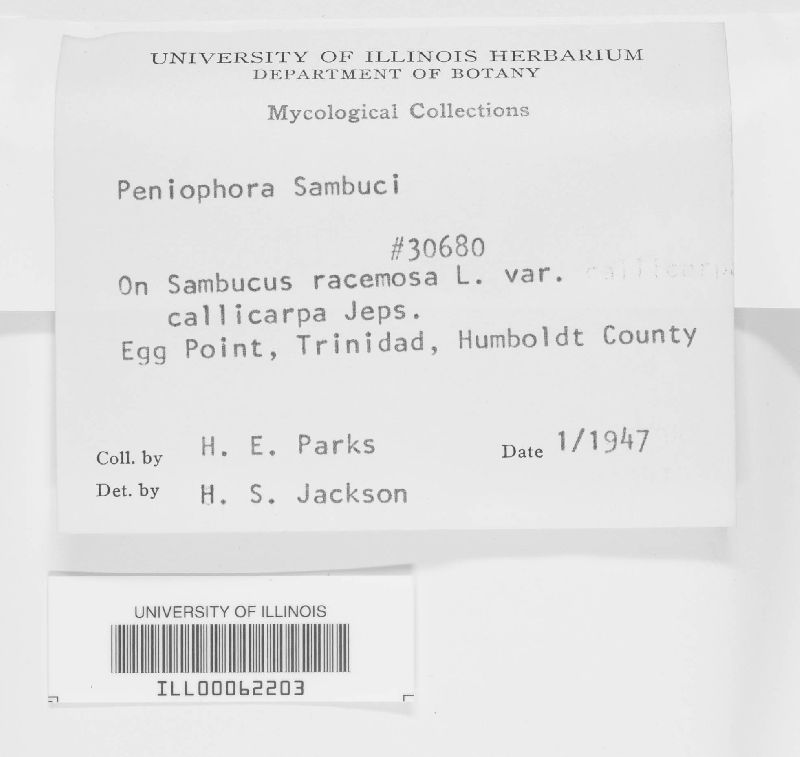 UNIVERSITY OF ILLINOIS HERBARIUM
DEPARTMENT OF BOTANY
Mycological Collections
Peniophora Sambuci
#30680
On Sambucus racemosa L. var. callicarpa
callicarpa Jeps.
Egg Point, Trinidad, Humboldt County
Coll. by H. E. Parks Date 1/1947
Det. by H. S. Jackson
UNIVERSITY OF ILLINOIS
ILL00062203